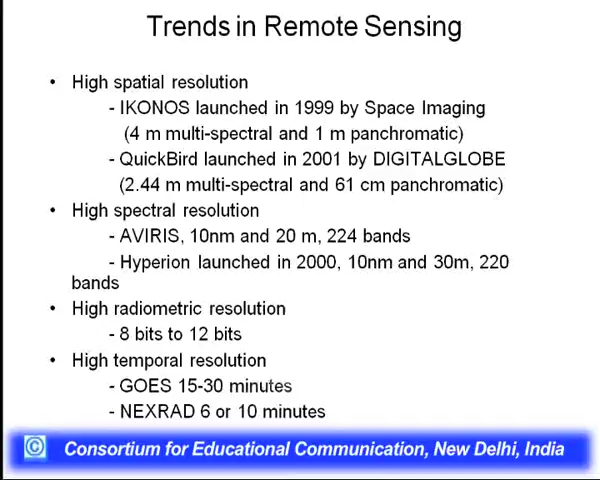 Trends in Remote Sensing
• High spatial resolution
- IKONOS launched in 1999 by Space Imaging
(4 m multi-spectral and 1 m panchromatic)
- QuickBird launched in 2001 by DIGITALGLOBE
(2.44 m multi-spectral and 61 cm panchromatic)
• High spectral resolution
- AVIRIS, 10nm and 20 m, 224 bands
- Hyperion launched in 2000, 10nm and 30m, 220
bands
• High radiometric resolution
- 8 bits to 12 bits
• High temporal resolution
- GOES 15-30 minutes
- NEXRAD 6 or 10 minutes
© Consortium for Educational Communication, New Delhi, India